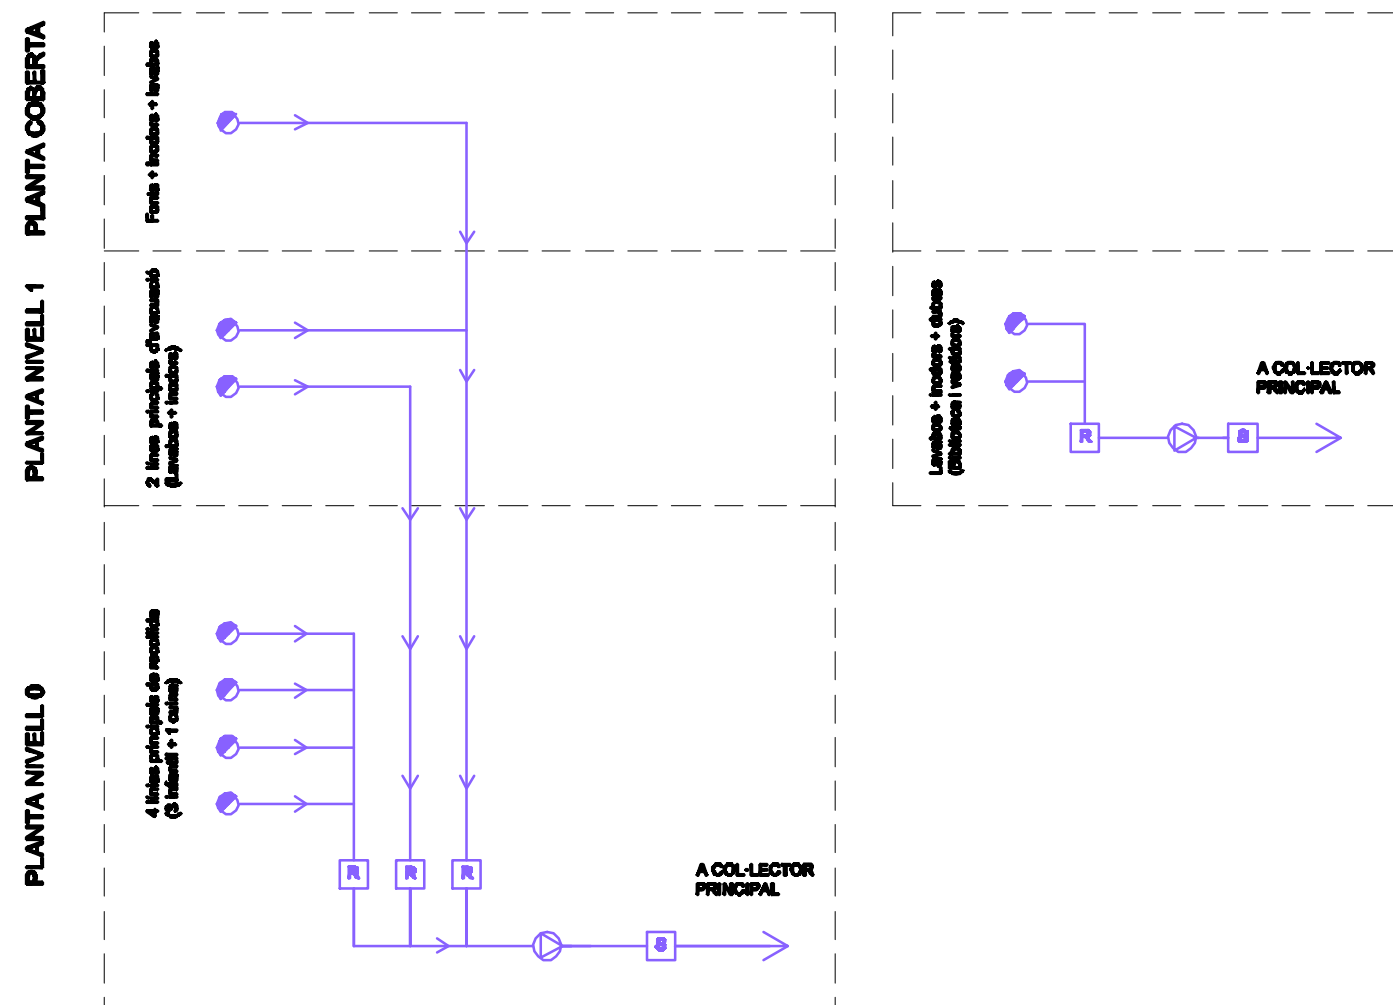 PLANTA COBERTA
Fonts + inodors + lavabos
PLANTA NIVELL 1
2 línies principals d'evacuació
(Lavabos + inodors)
Lavabos + inodors + dutxes
(Biblioteca i vestidors)
A COL·LECTOR
PRINCIPAL
R
S
PLANTA NIVELL 0
4 línies principals de recollida
(3 infantil + 1 cuina)
R
R
R
A COL·LECTOR
PRINCIPAL
S